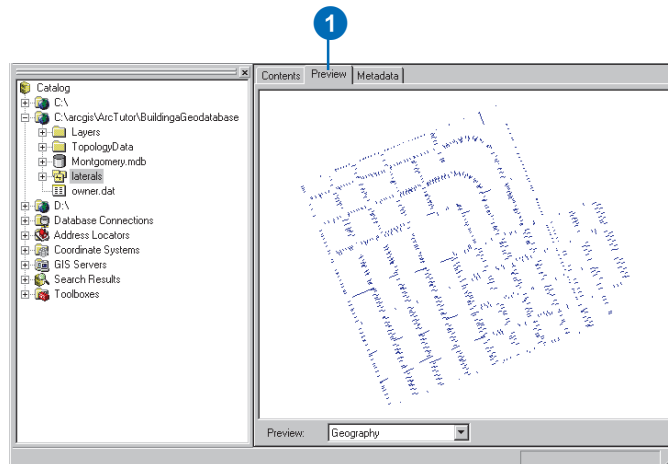 1
Contents Preview Metadata
Catalog
C:\
C:\arcgis\ArcTutor\BuildingaGeodatabase
Layers
TopologyData
Montgomery.mdb
laterals
owner.dat
D:\
Database Connections
Address Locators
Coordinate Systems
GIS Servers
Search Results
Toolboxes
Preview: Geography